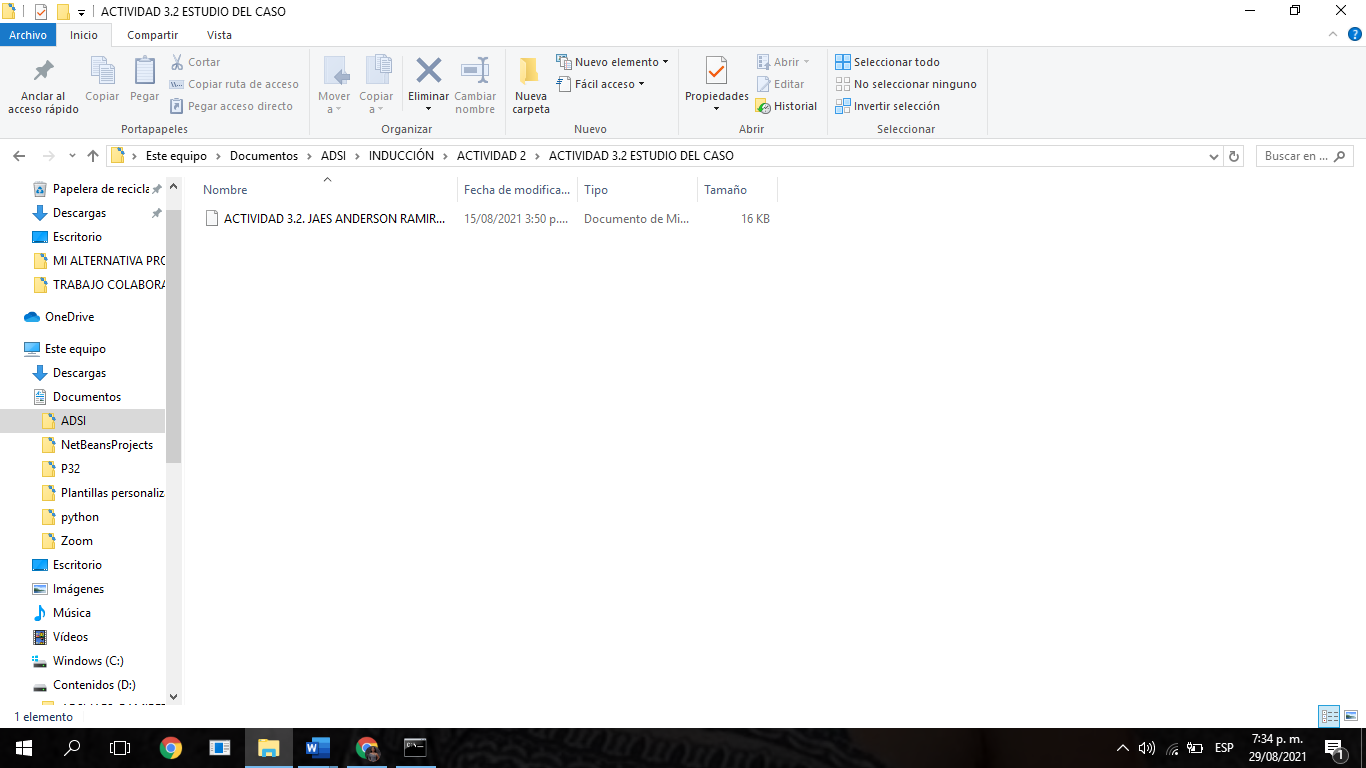 ACTIVIDAD 3.2 ESTUDIO DEL CASO
Archivo Inicio Compartir Vista
Anclar al acceso rápido
Copiar
Pegar
Cortar
Copiar ruta de acceso
Pegar acceso directo
Portapapeles
Mover a
Copiar a
Eliminar
Cambiar nombre
Organizar
Nueva carpeta
Nuevo elemento
Fácil acceso
Nuevo
Propiedades
Abrir
Editar
Historial
Abrir
Seleccionar todo
No seleccionar ninguno
Invertir selección
Seleccionar
Este equipo > Documentos > ADSI > INDUCCIÓN > ACTIVIDAD 2 > ACTIVIDAD 3.2 ESTUDIO DEL CASO
Buscar en ...
Papelera de recicla
Descargas
Escritorio
MI ALTERNATIVA PRO
TRABAJO COLABORA
OneDrive
Este equipo
Descargas
Documentos
ADSI
NetBeansProjects
P32
Plantillas personaliz
python
Zoom
Escritorio
Imágenes
Música
Vídeos
Windows (C:)
Contenidos (D:)
Nombre Fecha de modifica... Tipo Tamaño
ACTIVIDAD 3.2. JAES ANDERSON RAMIR... 15/08/2021 3:50 p.... Documento de Mi... 16 KB
1 elemento
ESP
7:34 p. m.
29/08/2021
1